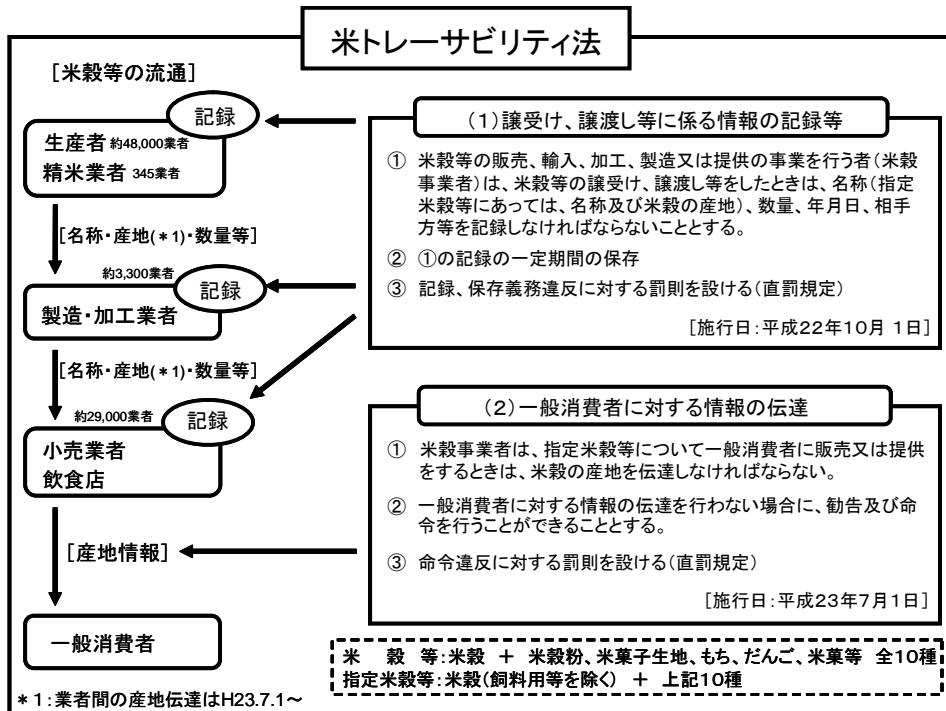 米トレーサビリティ法
[米穀等の流通]
記録
生産者 約48,000業者
精米業者 345業者
[名称・産地(*1)・数量等]
約3,300業者
記録
製造・加工業者
[名称・産地(*1)・数量等]
約29,000業者
記録
小売業者
飲食店
[産地情報]
一般消費者
*1:業者間の産地伝達はH23.7.1~
(1)譲受け、譲渡し等に係る情報の記録等
① 米穀等の販売、輸入、加工、製造又は提供の事業を行う者(米穀
事業者)は、米穀等の譲受け、譲渡し等をしたときは、名称(指定
米穀等にあっては、名称及び米穀の産地)、数量、年月日、相手
方等を記録しなければならないこととする。
② ①の記録の一定期間の保存
③ 記録、保存義務違反に対する罰則を設ける(直罰規定)
[施行日:平成22年10月 1日]
(2)一般消費者に対する情報の伝達
① 米穀事業者は、指定米穀等について一般消費者に販売又は提供
をするときは、米穀の産地を伝達しなければならない。
② 一般消費者に対する情報の伝達を行わない場合に、勧告及び命
令を行うことができることとする。
③ 命令違反に対する罰則を設ける(直罰規定)
[施行日:平成23年7月1日]
米 穀 等:米穀 + 米穀粉、米菓子生地、もち、だんご、米菓等 全10種
指定米穀等:米穀(飼料用等を除く) + 上記10種